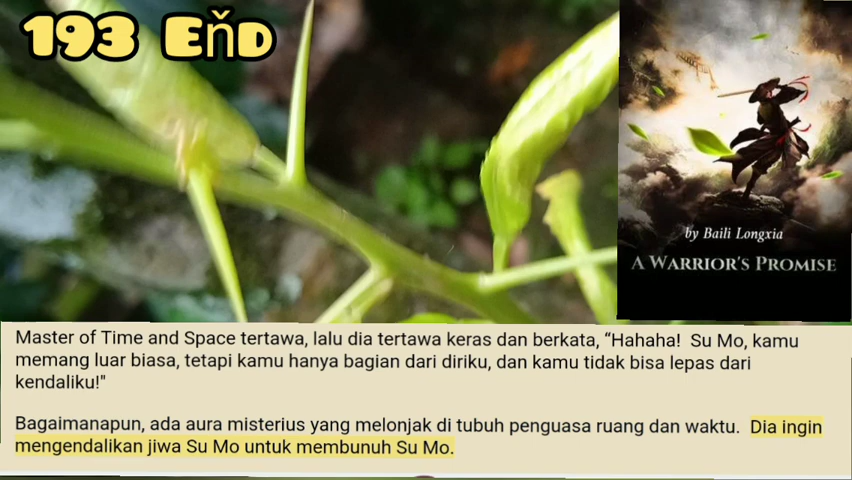 193 Eňd
by Baili Longxia
A Warrior's Promise
Master of Time and Space tertawa, lalu dia tertawa keras dan berkata, “Hahaha!  Su Mo, kamu
memang luar biasa, tetapi kamu hanya bagian dari diriku, dan kamu tidak bisa lepas dari
kendaliku!"
Bagaimanapun, ada aura misterius yang melonjak di tubuh penguasa ruang dan waktu.  Dia ingin
mengendalikan jiwa Su Mo untuk membunuh Su Mo.